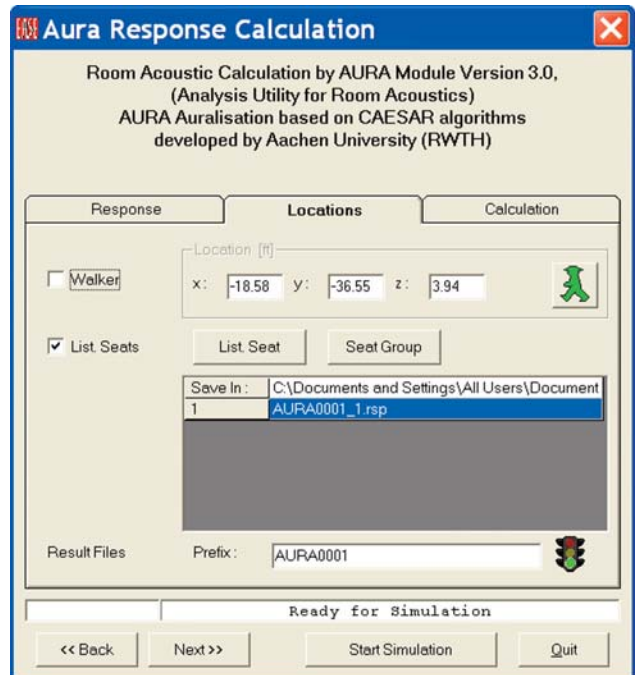 EASE Aura Response Calculation
Room Acoustic Calculation by AURA Module Version 3.0,
(Analysis Utility for Room Acoustics)
AURA Auralisation based on CAESAR algorithms
developed by Aachen University (RWTH)
Response Locations Calculation
Location [ft]
Walker x: -18.58 y: -36.55 z: 3.94
List. Seats List. Seat Seat Group
Save In : C:\Documents and Settings\All Users\Document
1 AURA0001_1.rsp
Result Files Prefix : AURA0001
Ready for Simulation
<< Back Next >> Start Simulation Quit